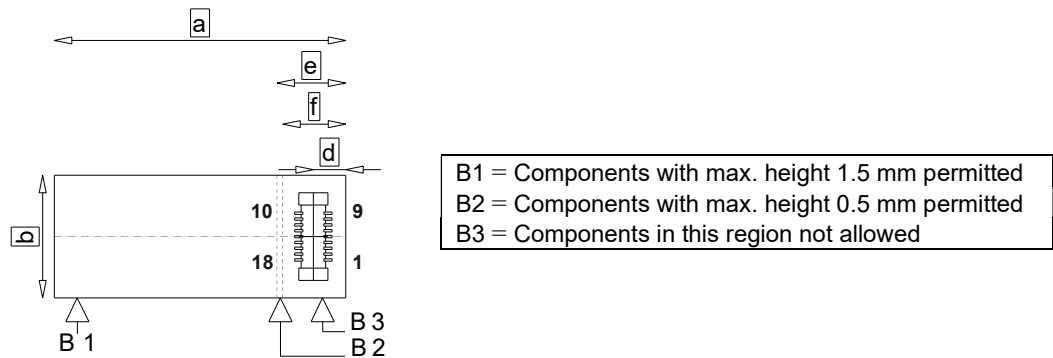 a
e
f
d
b
10 9
18 1
B 1
B 3
B 2
B1 = Components with max. height 1.5 mm permitted
B2 = Components with max. height 0.5 mm permitted
B3 = Components in this region not allowed